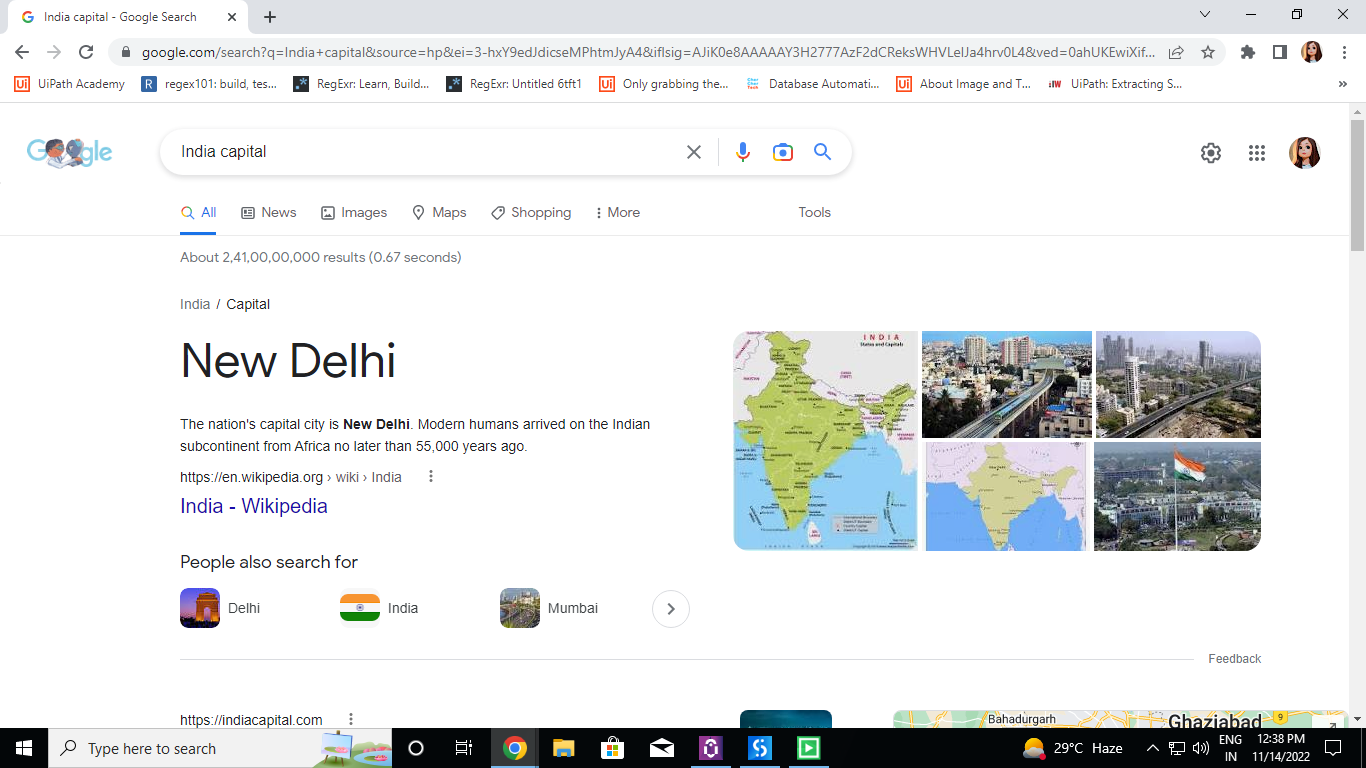 India capital - Google Search
google.com/search?q=India+capital&source=hp&ei=3-hxY9edJdicseMPhtmJyA4&iflsig=AJiK0e8AAAAAY3H2777AzF2dCReksWHVLelJa4hrv0L4&ved=0ahUKEwiXif...
UiPath Academy
regex101: build, tes...
RegExr: Learn, Build...
RegExr: Untitled 6tft1
Only grabbing the...
Database Automati...
About Image and T...
UiPath: Extracting S...
Google
India capital
All News Images Maps Shopping More Tools
About 2,41,00,00,000 results (0.67 seconds)
India / Capital
New Delhi
The nation's capital city is New Delhi. Modern humans arrived on the Indian
subcontinent from Africa no later than 55,000 years ago.
https://en.wikipedia.org › wiki › India
India - Wikipedia
INDIA
States and Capitals
People also search for
Delhi India Mumbai
Feedback
https://indiacapital.com
Bahadurgarh
Ghaziabad
9
Type here to search
29°C Haze
ENG
IN
12:38 PM
11/14/2022